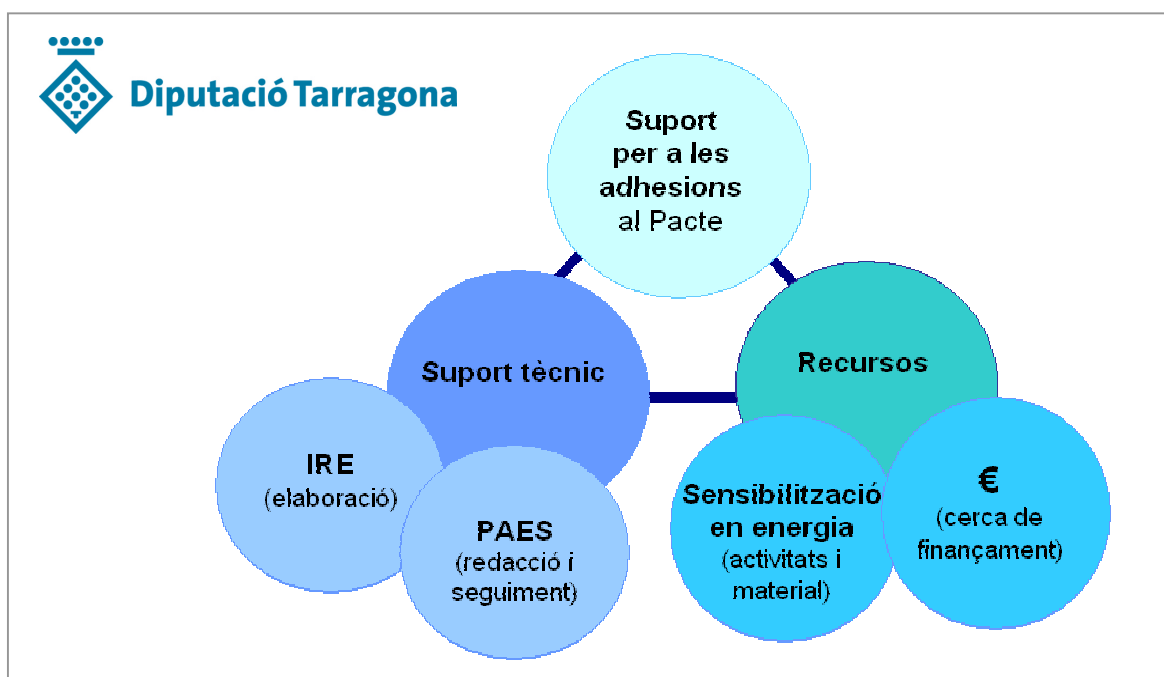 Diputació Tarragona
Suport
per a les
adhesions
al Pacte
Suport tècnic
Recursos
IRE
(elaboració)
PAES
(redacció i
seguiment)
Sensibilització
en energia
(activitats i
material)
€
(cerca de
finançament)